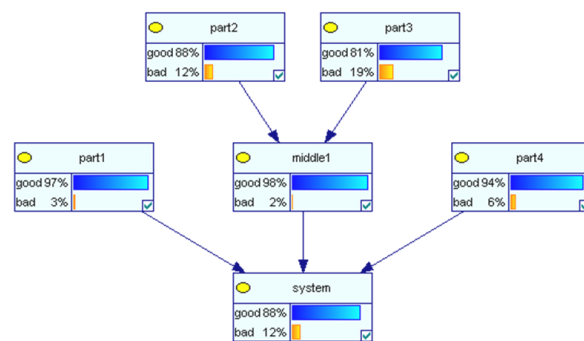 part2
good 88%
bad 12%
part3
good 81%
bad 19%
part1
good 97%
bad 3%
middle1
good 98%
bad 2%
part4
good 94%
bad 6%
system
good 88%
bad 12%